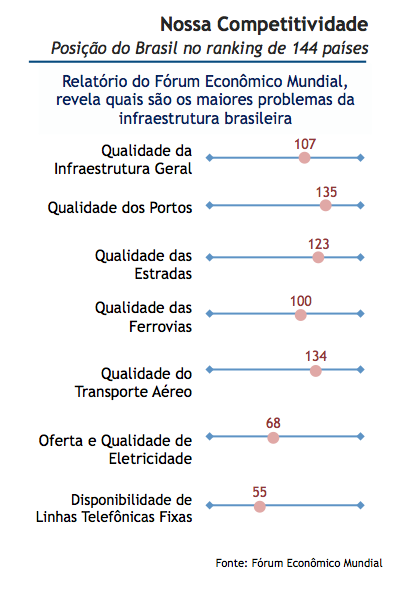 Nossa Competitividade
Posição do Brasil no ranking de 144 países
Relatório do Fórum Econômico Mundial,
revela quais são os maiores problemas da
infraestrutura brasileira
Qualidade da
Infraestrutura Geral
107
Qualidade dos Portos
135
Qualidade das
Estradas
123
Qualidade das
Ferrovias
100
Qualidade do
Transporte Aéreo
134
Oferta e Qualidade de
Eletricidade
68
Disponibilidade de
Linhas Telefônicas Fixas
55
Fonte: Fórum Econômico Mundial